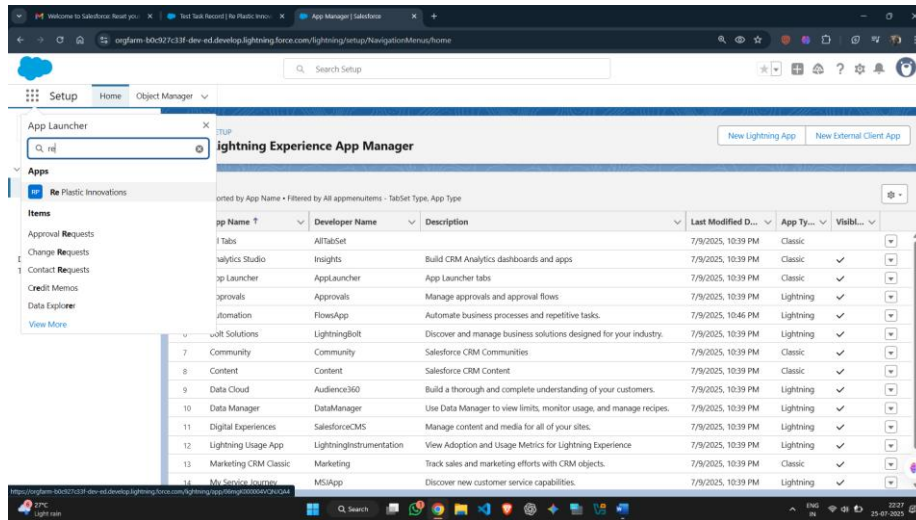 Welcome to Salesforce: Reset you
Test Task Record | Re Plastic Innov
App Manager | Salesforce
orgfarm-b0c927c33f-dev-ed.develop.lightning.force.com/lightning/setup/NavigationMenus/home
Search Setup
Setup Home Object Manager
App Launcher
re
Apps
RP Re Plastic Innovations
Items
Approval Requests
Change Requests
Contact Requests
Credit Memos
Data Explorer
View More
SETUP
Lightning Experience App Manager
New Lightning App New External Client App
orted by App Name • Filtered by All appmenuitems - TabSet Type, App Type
pp Name ↑ Developer Name Description Last Modified D... App Ty... Visibl...
l Tabs AllTabSet 7/9/2025, 10:39 PM Classic
nalytics Studio Insights Build CRM Analytics dashboards and apps 7/9/2025, 10:39 PM Classic
pp Launcher AppLauncher App Launcher tabs 7/9/2025, 10:39 PM Classic
pprovals Approvals Manage approvals and approval flows 7/9/2025, 10:39 PM Lightning
utomation FlowsApp Automate business processes and repetitive tasks. 7/9/2025, 10:46 PM Lightning
Bolt Solutions LightningBolt Discover and manage business solutions designed for your industry. 7/9/2025, 10:39 PM Lightning
7 Community Community Salesforce CRM Communities 7/9/2025, 10:39 PM Classic
8 Content Content Salesforce CRM Content 7/9/2025, 10:39 PM Classic
9 Data Cloud Audience360 Build a thorough and complete understanding of your customers. 7/9/2025, 10:39 PM Lightning
10 Data Manager DataManager Use Data Manager to view limits, monitor usage, and manage recipes. 7/9/2025, 10:39 PM Lightning
11 Digital Experiences SalesforceCMS Manage content and media for all of your sites. 7/9/2025, 10:39 PM Lightning
12 Lightning Usage App LightningInstrumentation View Adoption and Usage Metrics for Lightning Experience 7/9/2025, 10:39 PM Lightning
13 Marketing CRM Classic Marketing Track sales and marketing efforts with CRM objects. 7/9/2025, 10:39 PM Classic
14 My Service Journey MSJApp Discover new customer service capabilities. 7/9/2025, 10:39 PM Lightning
27°C
Light rain
Search
ENG
IN
22:27
25-07-2025